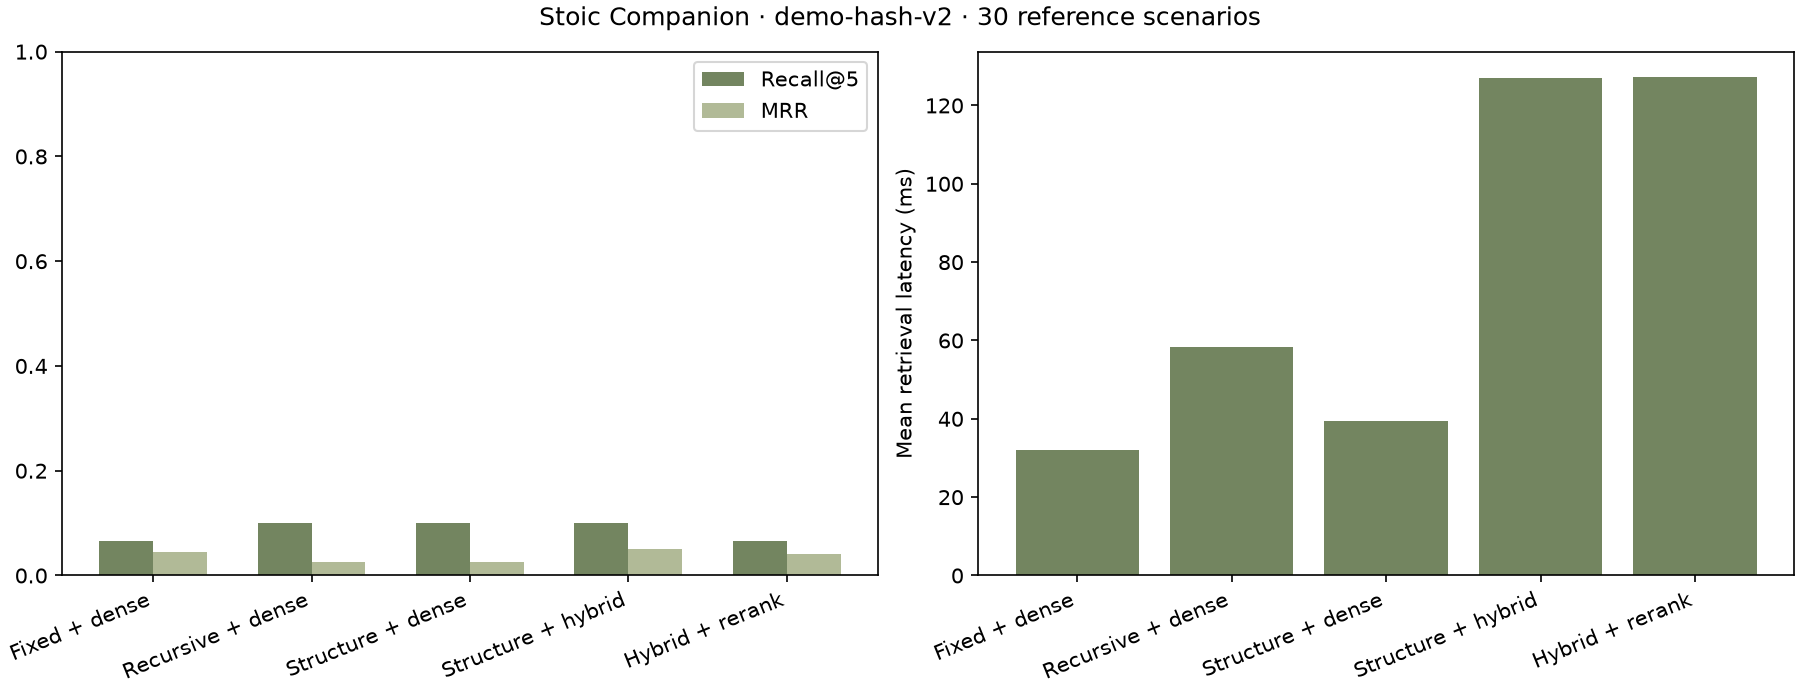 Stoic Companion · demo-hash-v2 · 30 reference scenarios
1.0
0.8
0.6
0.4
0.2
0.0
Recall@5
MRR
Fixed + dense
Recursive + dense
Structure + dense
Structure + hybrid
Hybrid + rerank
Mean retrieval latency (ms)
120
100
80
60
40
20
0
Fixed + dense
Recursive + dense
Structure + dense
Structure + hybrid
Hybrid + rerank